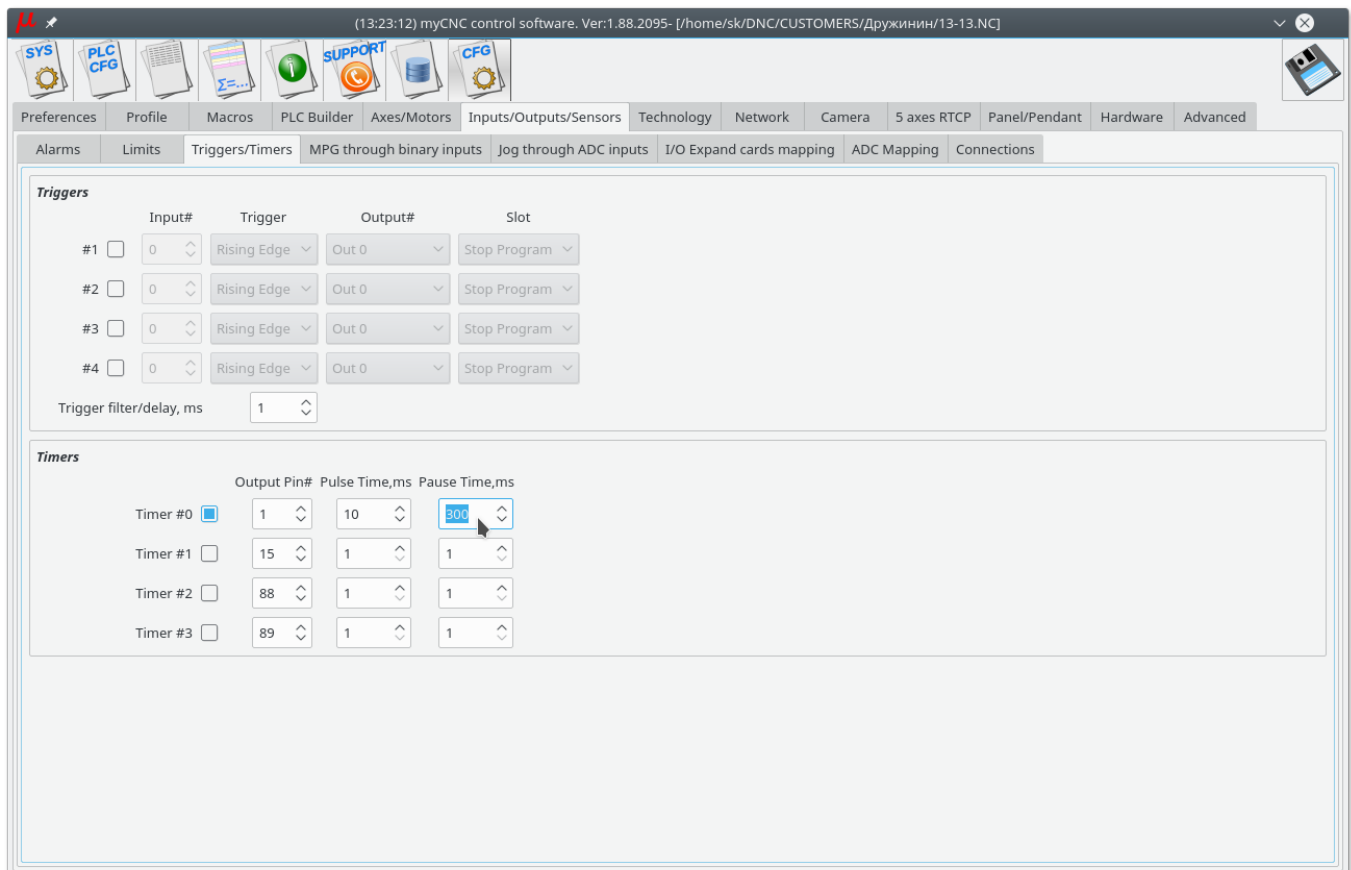 µ (13:23:12) myCNC control software. Ver:1.88.2095- [/home/sk/DNC/CUSTOMERS/Дружинин/13-13.NC]
SYS PLC CFG Σ=... i SUPPORT CFG
Preferences Profile Macros PLC Builder Axes/Motors Inputs/Outputs/Sensors Technology Network Camera 5 axes RTCP Panel/Pendant Hardware Advanced
Alarms Limits Triggers/Timers MPG through binary inputs Jog through ADC inputs I/O Expand cards mapping ADC Mapping Connections
Triggers
Input# Trigger Output# Slot
#1 0 Rising Edge Out 0 Stop Program
#2 0 Rising Edge Out 0 Stop Program
#3 0 Rising Edge Out 0 Stop Program
#4 0 Rising Edge Out 0 Stop Program
Trigger filter/delay, ms 1
Timers
Output Pin# Pulse Time,ms Pause Time,ms
Timer #0 1 10 300
Timer #1 15 1 1
Timer #2 88 1 1
Timer #3 89 1 1